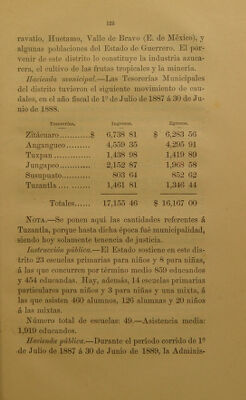 123
ravatio, Huetamo, Valle de Bravo (E. de México), y
algunas poblaciones del Estado de Guerrero. El por-
venir de este distrito lo constituye la industria azuca-
rera, el cultivo de las frutas tropicales y la minería.
Hacienda municipal.—Las Tesorerías Municipales
del distrito tuvieron el siguiente movimiento de cau-
dales, en el año fiscal de 1º de Julio de 1887 á 30 de Ju-
nio de 1888.
Tesorerías. Ingresos. Egresos.
Zitácuaro..........$ 6,738 81 $ 6,283 56
Angangueo.......... 4,559 35 4,295 91
Tuxpan.............. 1,438 98 1,419 89
Jungapeo............ 2,152 87 1,968 58
Susupuato........... 803 64 852 62
Tuzantla............. 1,461 81 1,346 44
Totales...... 17,155 46 $ 16,167 00
Nota.—Se ponen aquí las cantidades referentes á
Tuzantla, porque hasta dicha época fué municipalidad,
siendo hoy solamente tenencia de justicia.
Instrucción pública.—El Estado sostiene en este dis-
trito 23 escuelas primarias para niños y 8 para niñas,
á las que concurren por término medio 859 educandos
y 454 educandas. Hay, además, 14 escuelas primarias
particulares para niños y 3 para niñas y una mixta, á
las que asisten 460 alumnos, 126 alumnas y 20 niños
á las mixtas.
Número total de escuelas: 49.—Asistencia media:
1,919 educandos.
Hacienda pública.—Durante el período corrido de 1º
de Julio de 1887 á 30 de Junio de 1889, la Adminis-